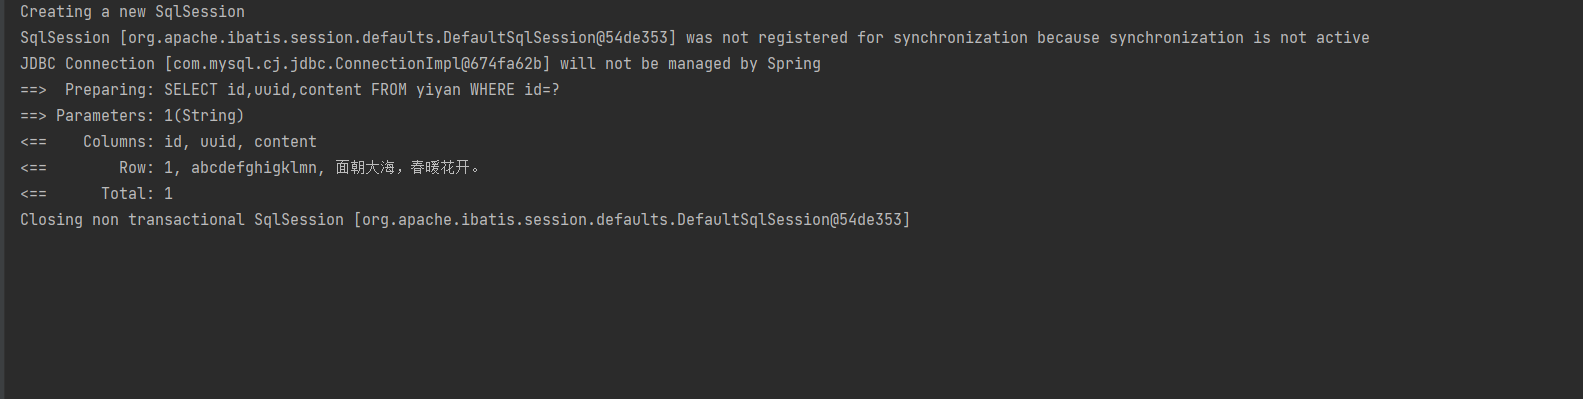 Creating a new SqlSession
SqlSession [org.apache.ibatis.session.defaults.DefaultSqlSession@54de353] was not registered for synchronization because synchronization is not active
JDBC Connection [com.mysql.cj.jdbc.ConnectionImpl@674fa62b] will not be managed by Spring
==>  Preparing: SELECT id,uuid,content FROM yiyan WHERE id=?
==> Parameters: 1(String)
<==    Columns: id, uuid, content
<==        Row: 1, abcdefghigklmn, 面朝大海，春暖花开。
<==      Total: 1
Closing non transactional SqlSession [org.apache.ibatis.session.defaults.DefaultSqlSession@54de353]